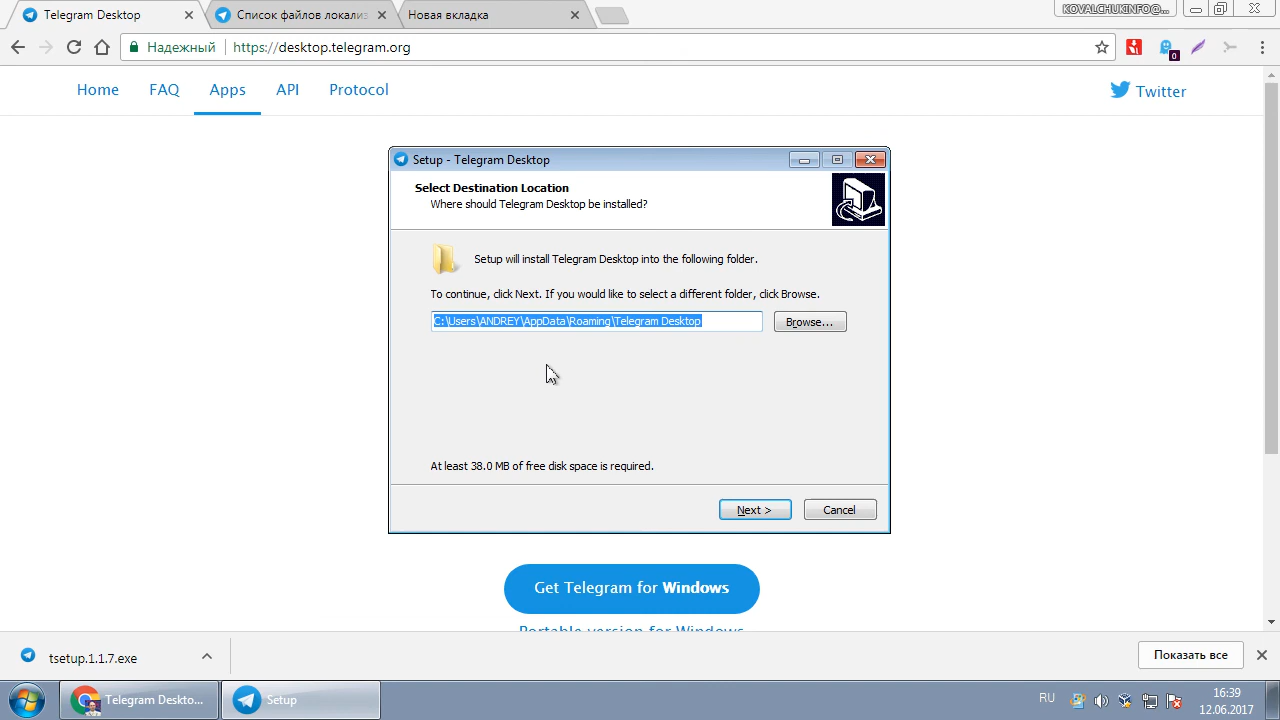 Telegram Desktop
Список файлов локализ
Новая вкладка
KOVALCHUKINFO@...
Надежный
https://desktop.telegram.org
0
Home
FAQ
Apps
API
Protocol
Twitter
Setup - Telegram Desktop
Select Destination Location
Where should Telegram Desktop be installed?
Setup will install Telegram Desktop into the following folder.
To continue, click Next. If you would like to select a different folder, click Browse.
C:\Users\ANDREY\AppData\Roaming\Telegram Desktop
Browse...
At least 38.0 MB of free disk space is required.
Next >
Cancel
Get Telegram for Windows
Portable version for Windows
tsetup.1.1.7.exe
Показать все
Telegram Deskto...
Setup
RU
16:39
12.06.2017